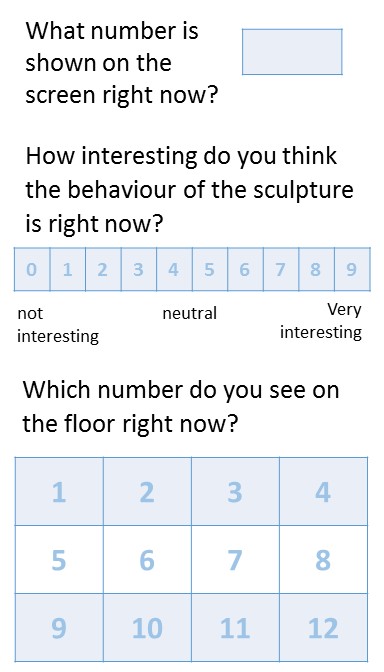 What number is
shown on the
screen right now?
How interesting do you think
the behaviour of the sculpture
is right now?
0 1 2 3 4 5 6 7 8 9
not interesting
neutral
Very interesting
Which number do you see on
the floor right now?
1 2 3 4
5 6 7 8
9 10 11 12